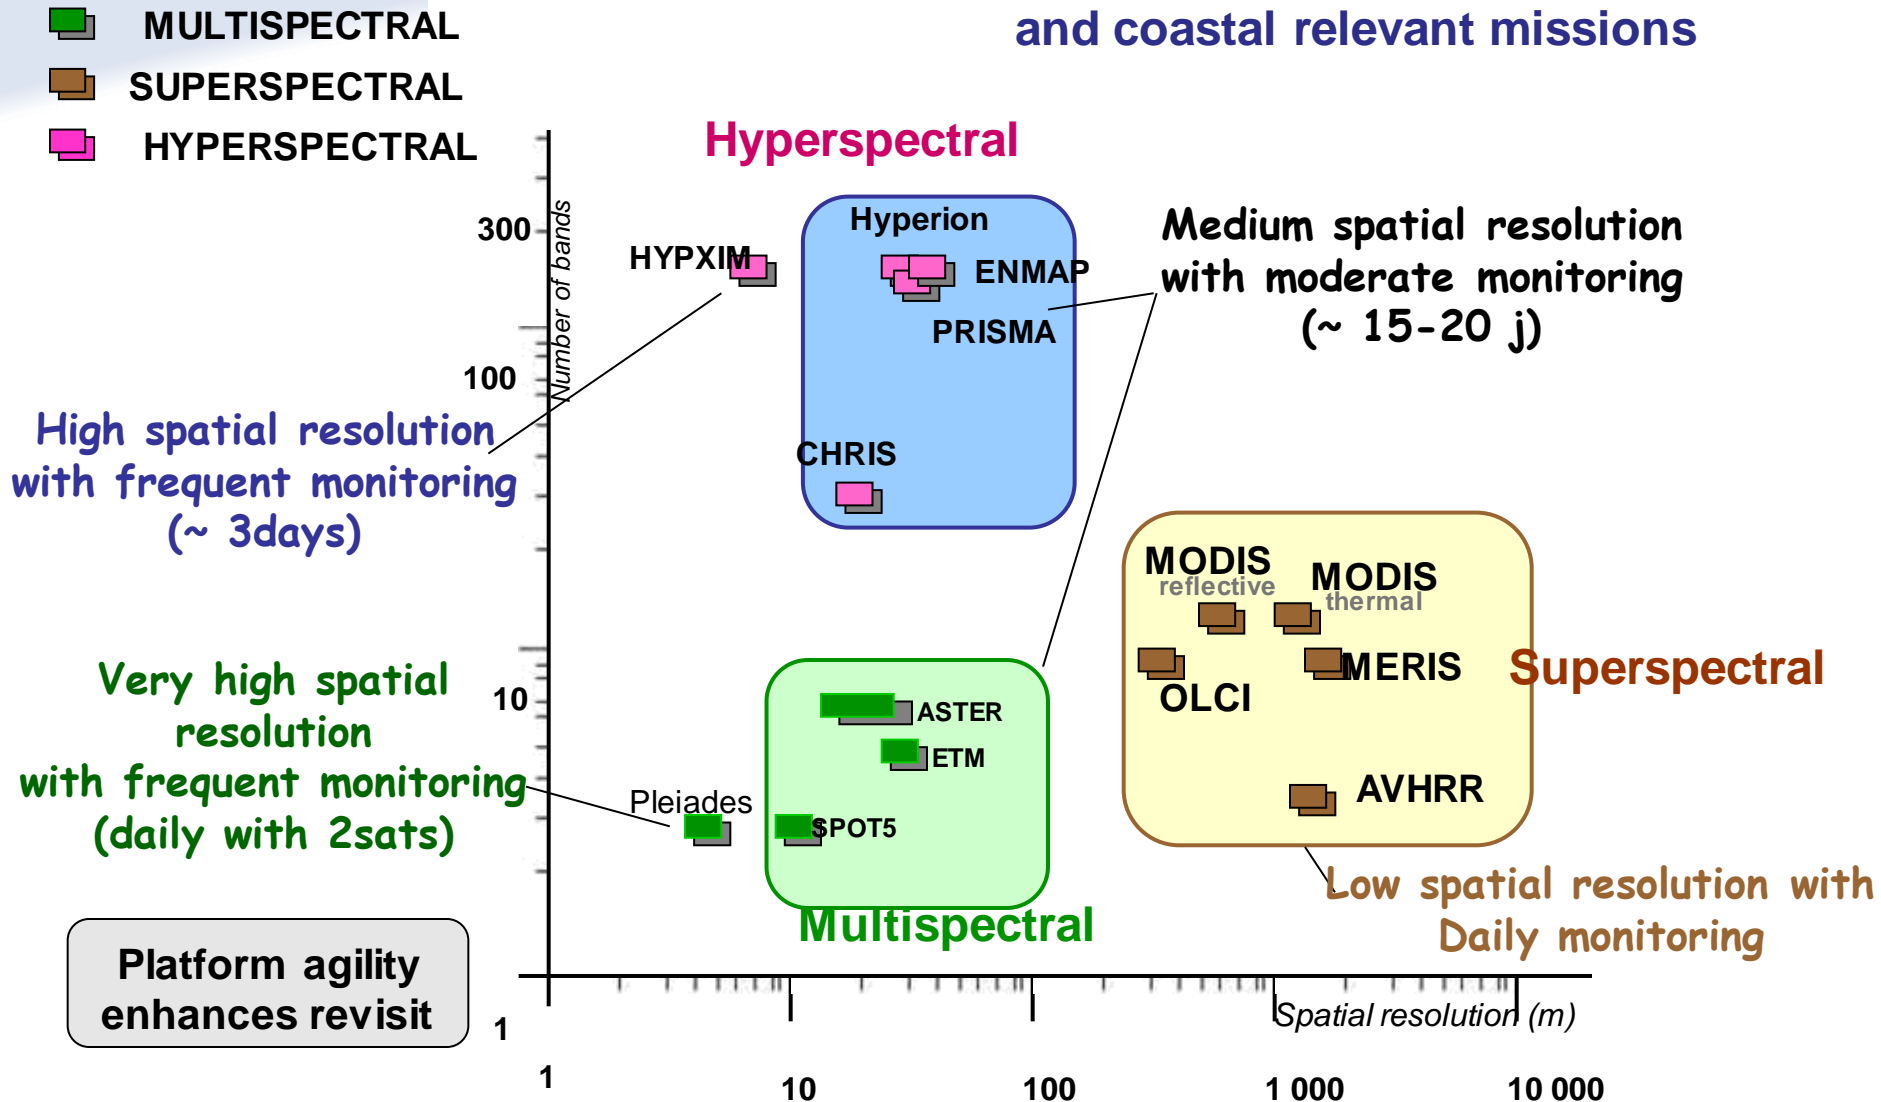 and coastal relevant missions
MULTISPECTRAL
SUPERSPECTRAL
HYPERSPECTRAL
Hyperspectral
300
100
10
1
Number of bands
HYPXIM
Hyperion
ENMAP
PRISMA
CHRIS
Medium spatial resolution
with moderate monitoring
(~ 15-20 j)
High spatial resolution
with frequent monitoring
(~ 3days)
MODIS
reflective
MODIS
thermal
OLCI
MERIS
AVHRR
Superspectral
Very high spatial
resolution
with frequent monitoring
(daily with 2sats)
ASTER
ETM
Pleiades
SPOT5
Multispectral
Low spatial resolution with
Daily monitoring
Platform agility
enhances revisit
Spatial resolution (m)
1
10
100
1 000
10 000